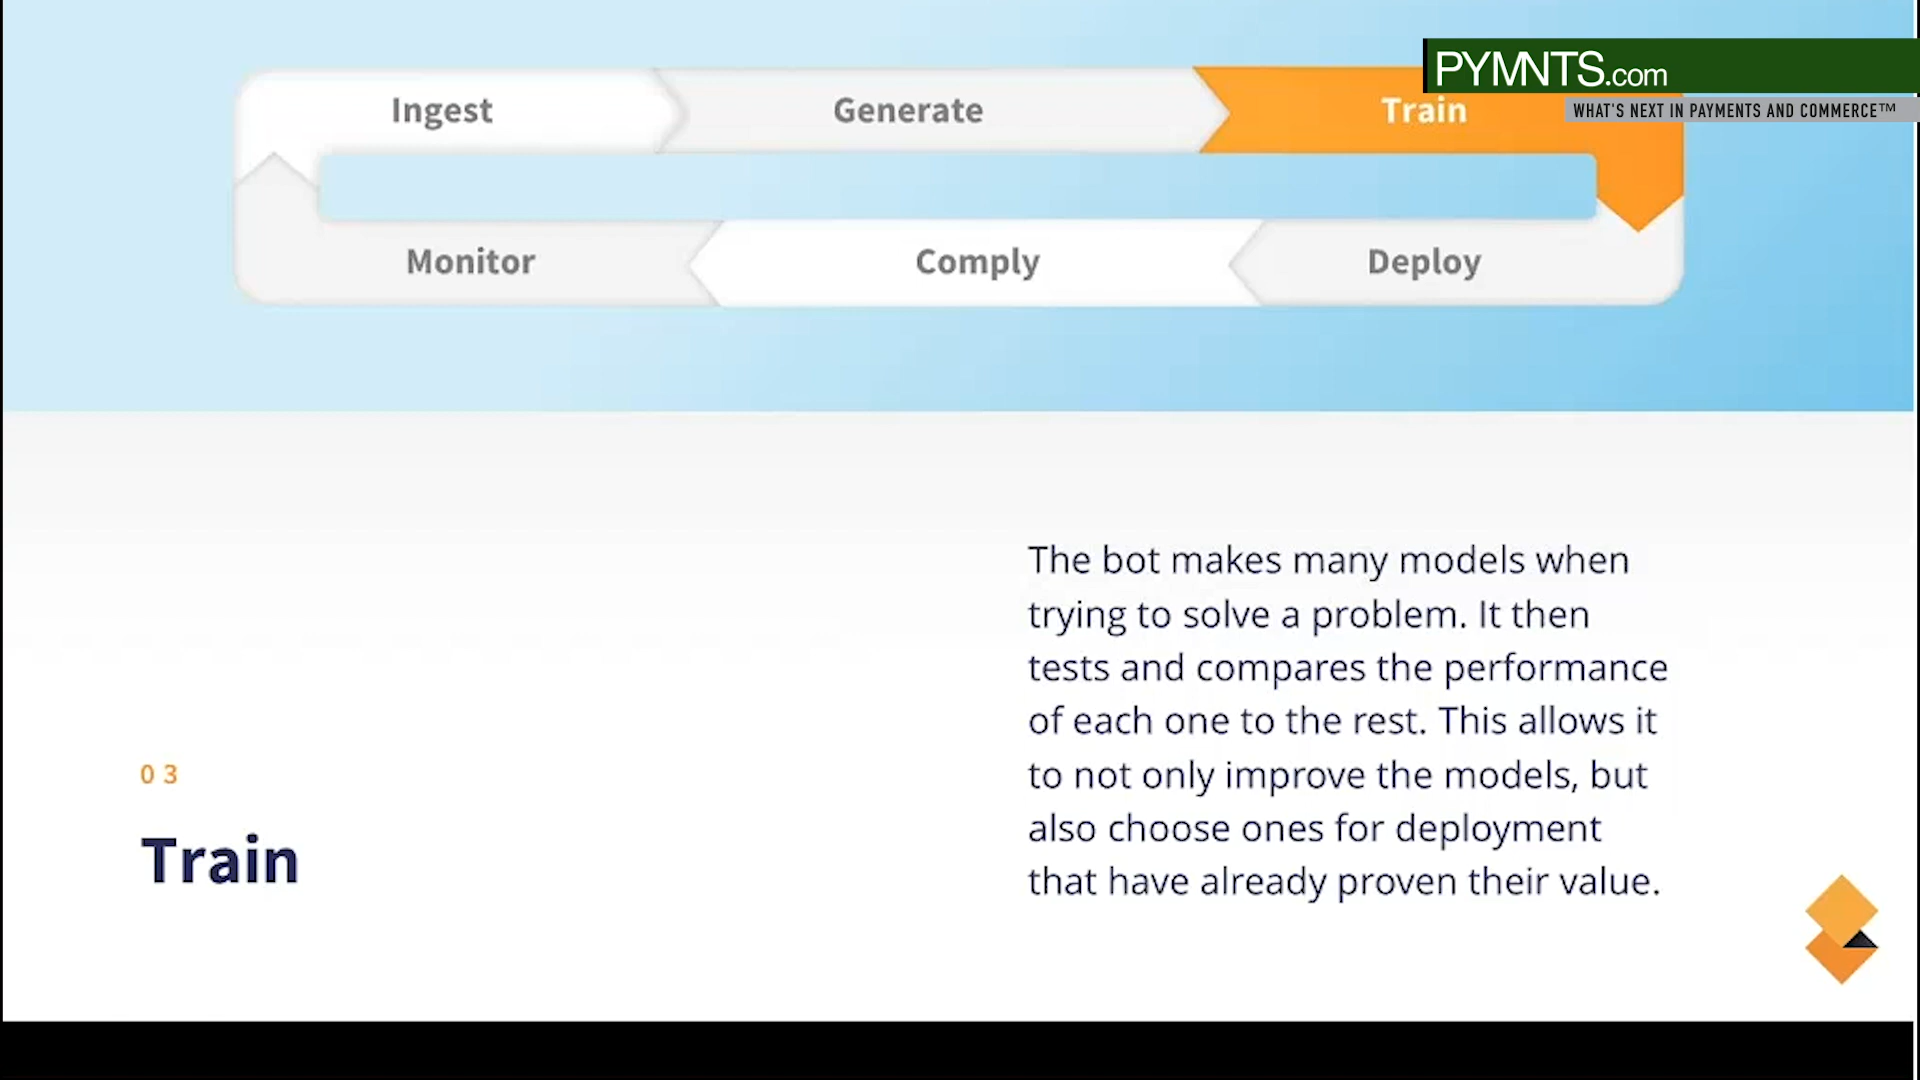 PYMNTS.com
WHAT'S NEXT IN PAYMENTS AND COMMERCE™
Ingest
Generate
Train
Monitor
Comply
Deploy
The bot makes many models when
trying to solve a problem. It then
tests and compares the performance
of each one to the rest. This allows it
to not only improve the models, but
also choose ones for deployment
that have already proven their value.
03
Train